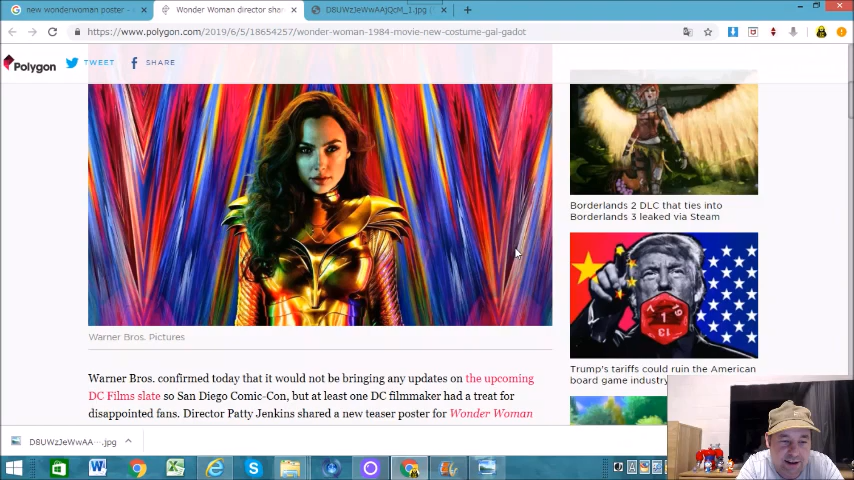 new wonderwoman poster -
Wonder Woman director shar
D8UWzJeWwAAjQcM_1.jpg (
https://www.polygon.com/2019/6/5/18654257/wonder-woman-1984-movie-new-costume-gal-gadot
Polygon
TWEET
SHARE
Borderlands 2 DLC that ties into
Borderlands 3 leaked via Steam
Warner Bros. Pictures
Trump's tariffs could ruin the American
board game industry
Warner Bros. confirmed today that it would not be bringing any updates on the upcoming
DC Films slate so San Diego Comic-Con, but at least one DC filmmaker had a treat for
disappointed fans. Director Patty Jenkins shared a new teaser poster for Wonder Woman
D8UWzJeWwAA-....jpg